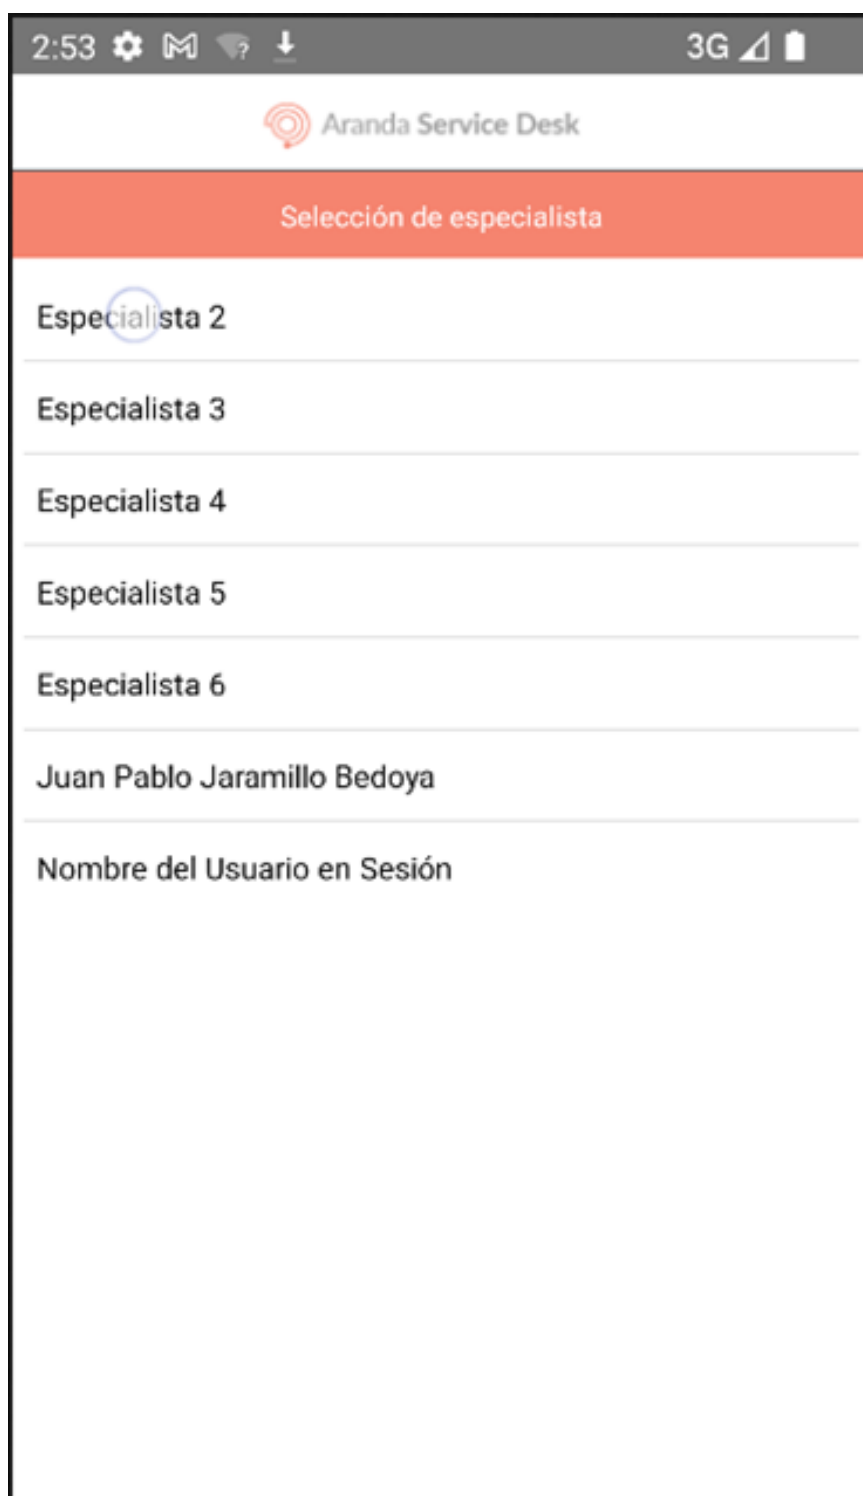 2:53 3G
Aranda Service Desk
Selección de especialista
Especialista 2
Especialista 3
Especialista 4
Especialista 5
Especialista 6
Juan Pablo Jaramillo Bedoya
Nombre del Usuario en Sesión